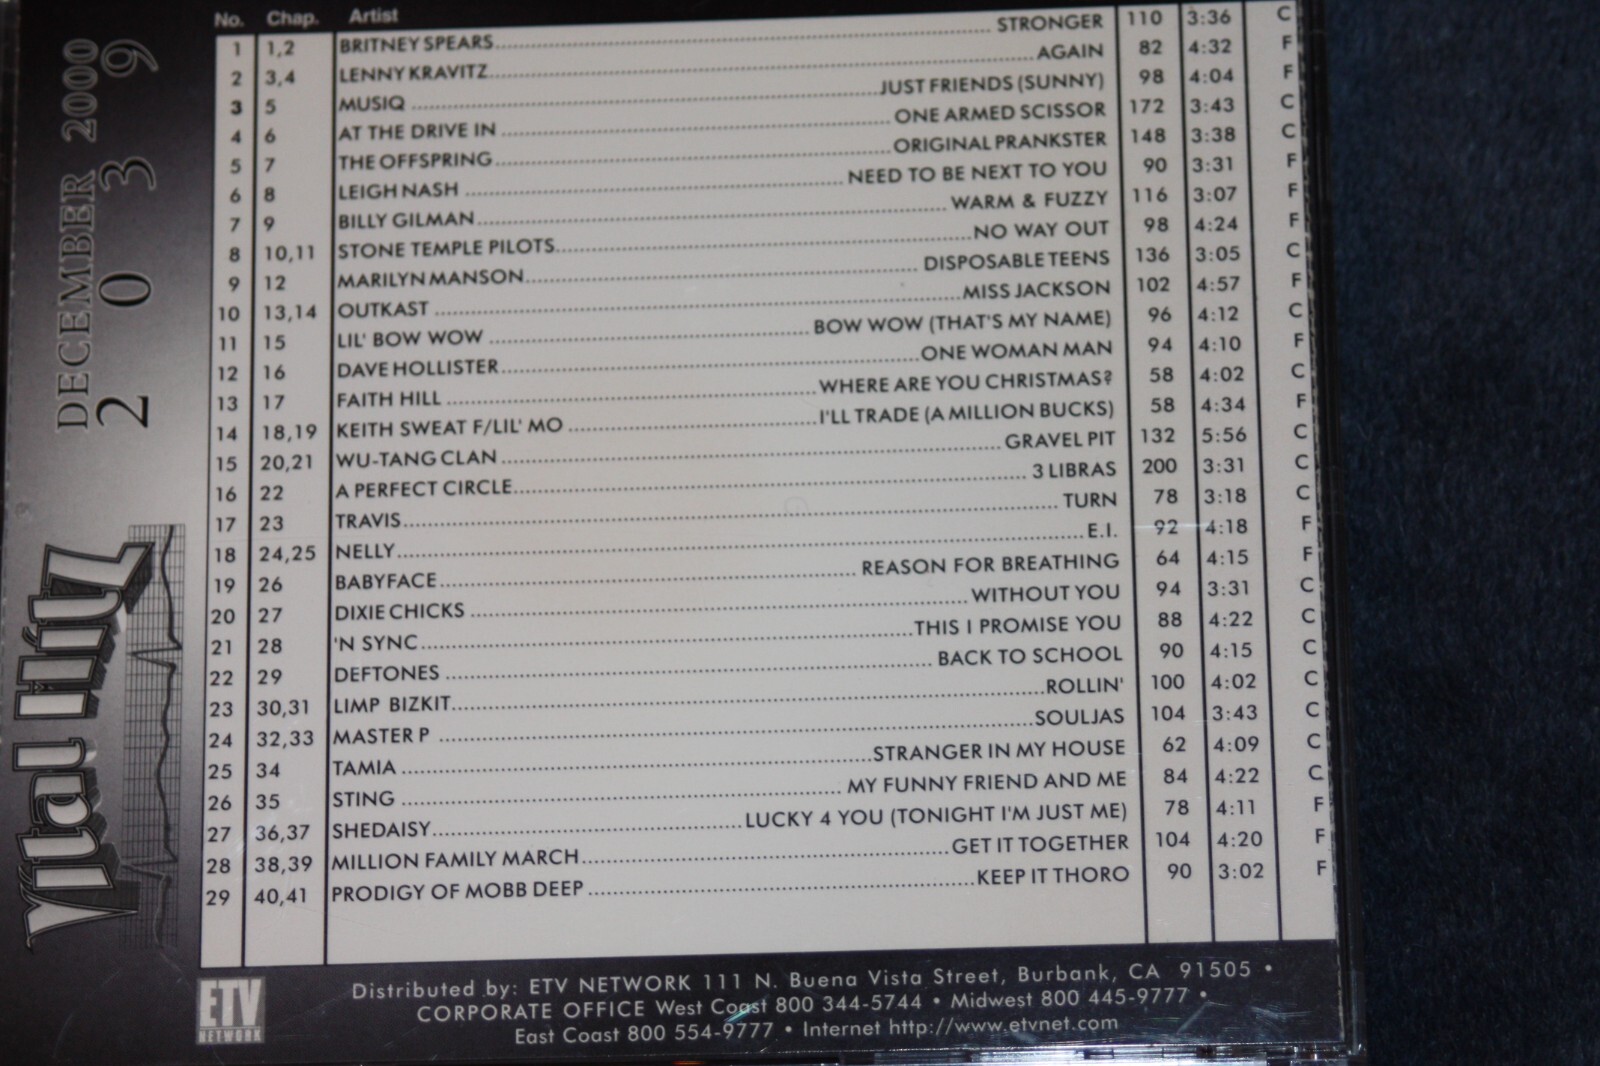 No. Chap. Artist
1 1,2 BRITNEY SPEARS STRONGER 110 3:36 C
2 3,4 LENNY KRAVITZ AGAIN 82 4:32 F
3 5 MUSIQ JUST FRIENDS (SUNNY) 98 4:04 F
4 6 AT THE DRIVE IN ONE ARMED SCISSOR 172 3:43 C
5 7 THE OFFSPRING ORIGINAL PRANKSTER 148 3:38 C
6 8 LEIGH NASH NEED TO BE NEXT TO YOU 90 3:31 F
7 9 BILLY GILMAN WARM & FUZZY 116 3:07 F
8 10,11 STONE TEMPLE PILOTS NO WAY OUT 98 4:24 F
9 12 MARILYN MANSON DISPOSABLE TEENS 136 3:05 C
10 13,14 OUTKAST MISS JACKSON 102 4:57 F
11 15 LIL' BOW WOW BOW WOW (THAT'S MY NAME) 96 4:12 C
12 16 DAVE HOLLISTER ONE WOMAN MAN 94 4:10 F
13 17 FAITH HILL WHERE ARE YOU CHRISTMAS? 58 4:02 C
14 18,19 KEITH SWEAT F/LIL' MO I'LL TRADE (A MILLION BUCKS) 58 4:34 F
15 20,21 WU-TANG CLAN GRAVEL PIT 132 5:56 C
16 22 A PERFECT CIRCLE 3 LIBRAS 200 3:31 C
17 23 TRAVIS TURN 78 3:18 C
18 24,25 NELLY E.I. 92 4:18 F
19 26 BABYFACE REASON FOR BREATHING 64 4:15 F
20 27 DIXIE CHICKS WITHOUT YOU 94 3:31 C
21 28 'N SYNC THIS I PROMISE YOU 88 4:22 C
22 29 DEFTONES BACK TO SCHOOL 90 4:15 C
23 30,31 LIMP BIZKIT ROLLIN' 100 4:02 C
24 32,33 MASTER P SOULJAS 104 3:43 C
25 34 TAMIA STRANGER IN MY HOUSE 62 4:09 C
26 35 STING MY FUNNY FRIEND AND ME 84 4:22 C
27 36,37 SHEDAISY LUCKY 4 YOU (TONIGHT I'M JUST ME) 78 4:11 F
28 38,39 MILLION FAMILY MARCH GET IT TOGETHER 104 4:20 F
29 40,41 PRODIGY OF MOBB DEEP KEEP IT THORO 90 3:02 F
Vital Hitz
DECEMBER 2000
2 0 3 9
ETV
NETWORK
Distributed by: ETV NETWORK 111 N. Buena Vista Street, Burbank, CA 91505 •
CORPORATE OFFICE West Coast 800 344-5744 • Midwest 800 445-9777 •
East Coast 800 554-9777 • Internet http://www.etvnet.com